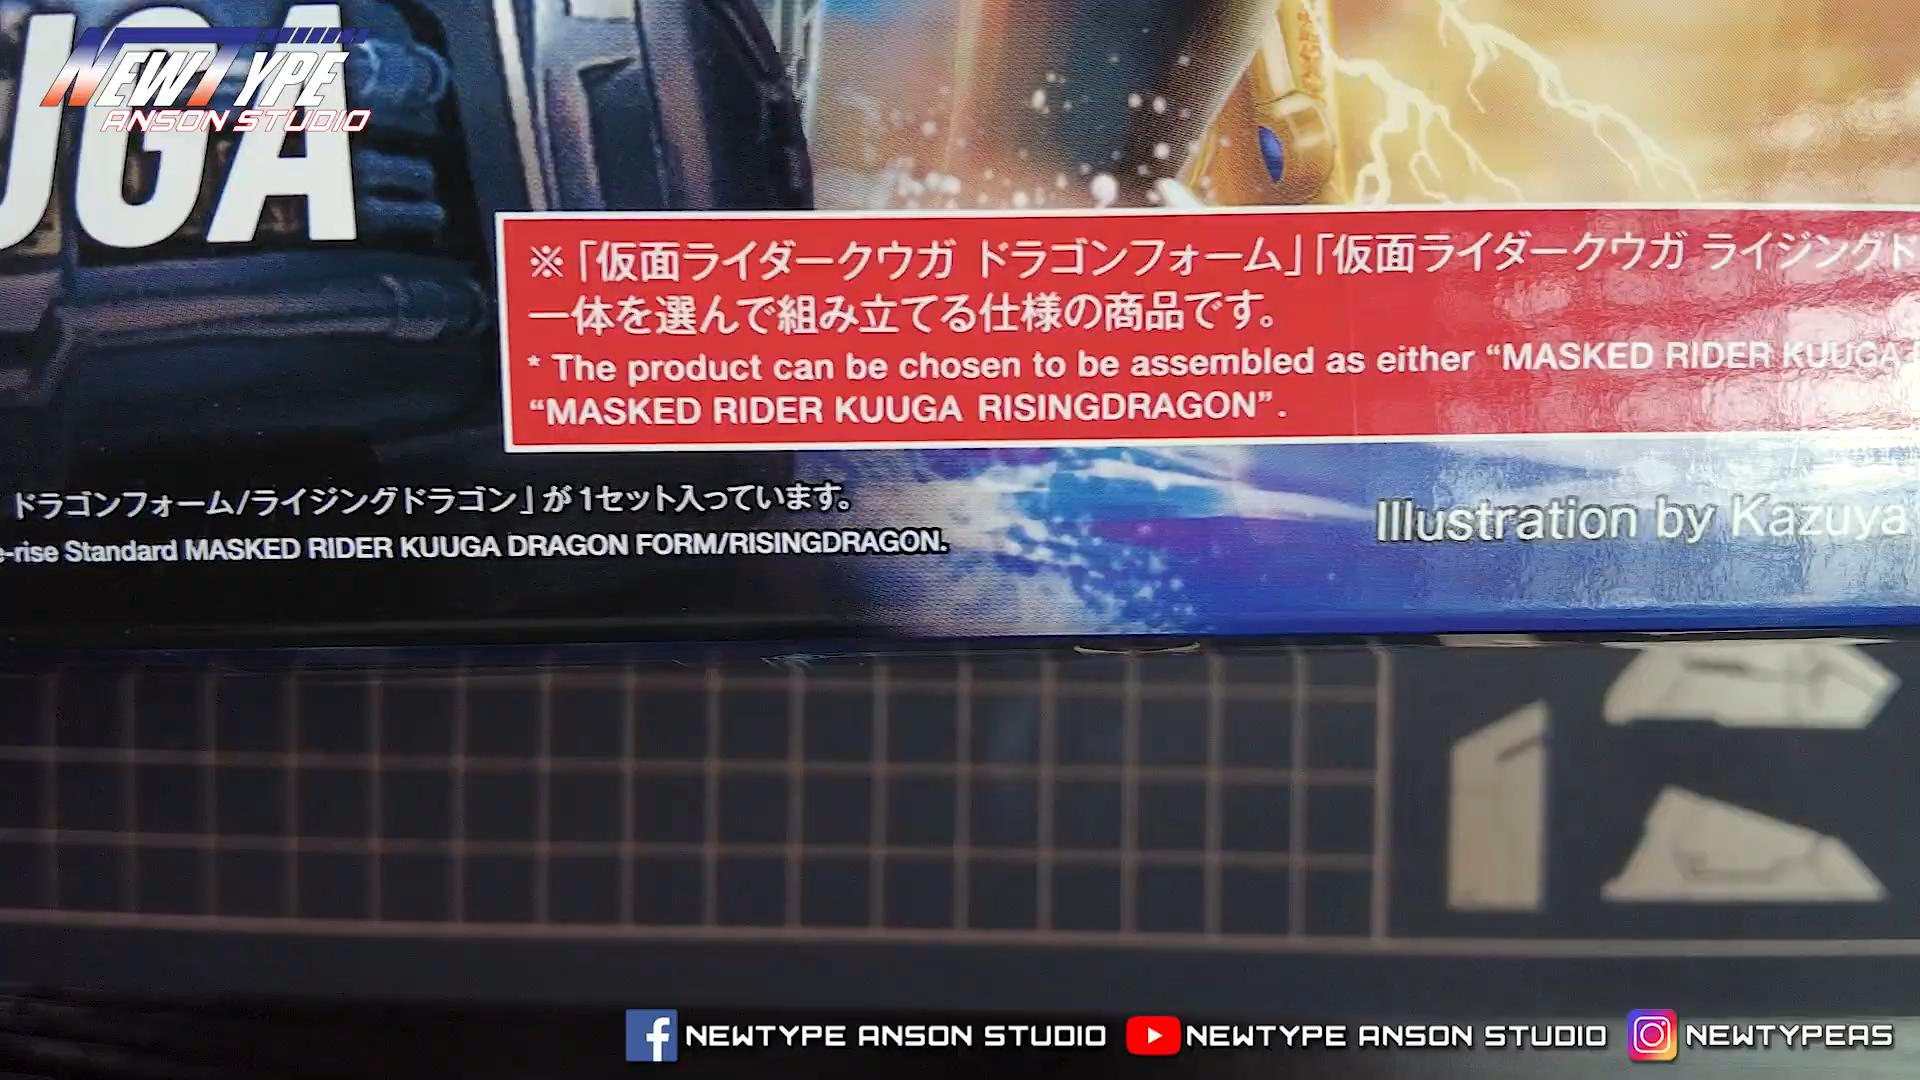 UGA
NEWTYPE
ANSON STUDIO
※「仮面ライダークウガ ドラゴンフォーム」「仮面ライダークウガ ライジングド
一体を選んで組み立てる仕様の商品です。
* The product can be chosen to be assembled as either “MASKED RIDER KUUGA
“MASKED RIDER KUUGA RISINGDRAGON”.
ドラゴンフォーム/ライジングドラゴン」が1セット入っています。
e-rise Standard MASKED RIDER KUUGA DRAGON FORM/RISINGDRAGON.
Illustration by Kazuya
NEWTYPE ANSON STUDIO NEWTYPE ANSON STUDIO NEWTYPEAS